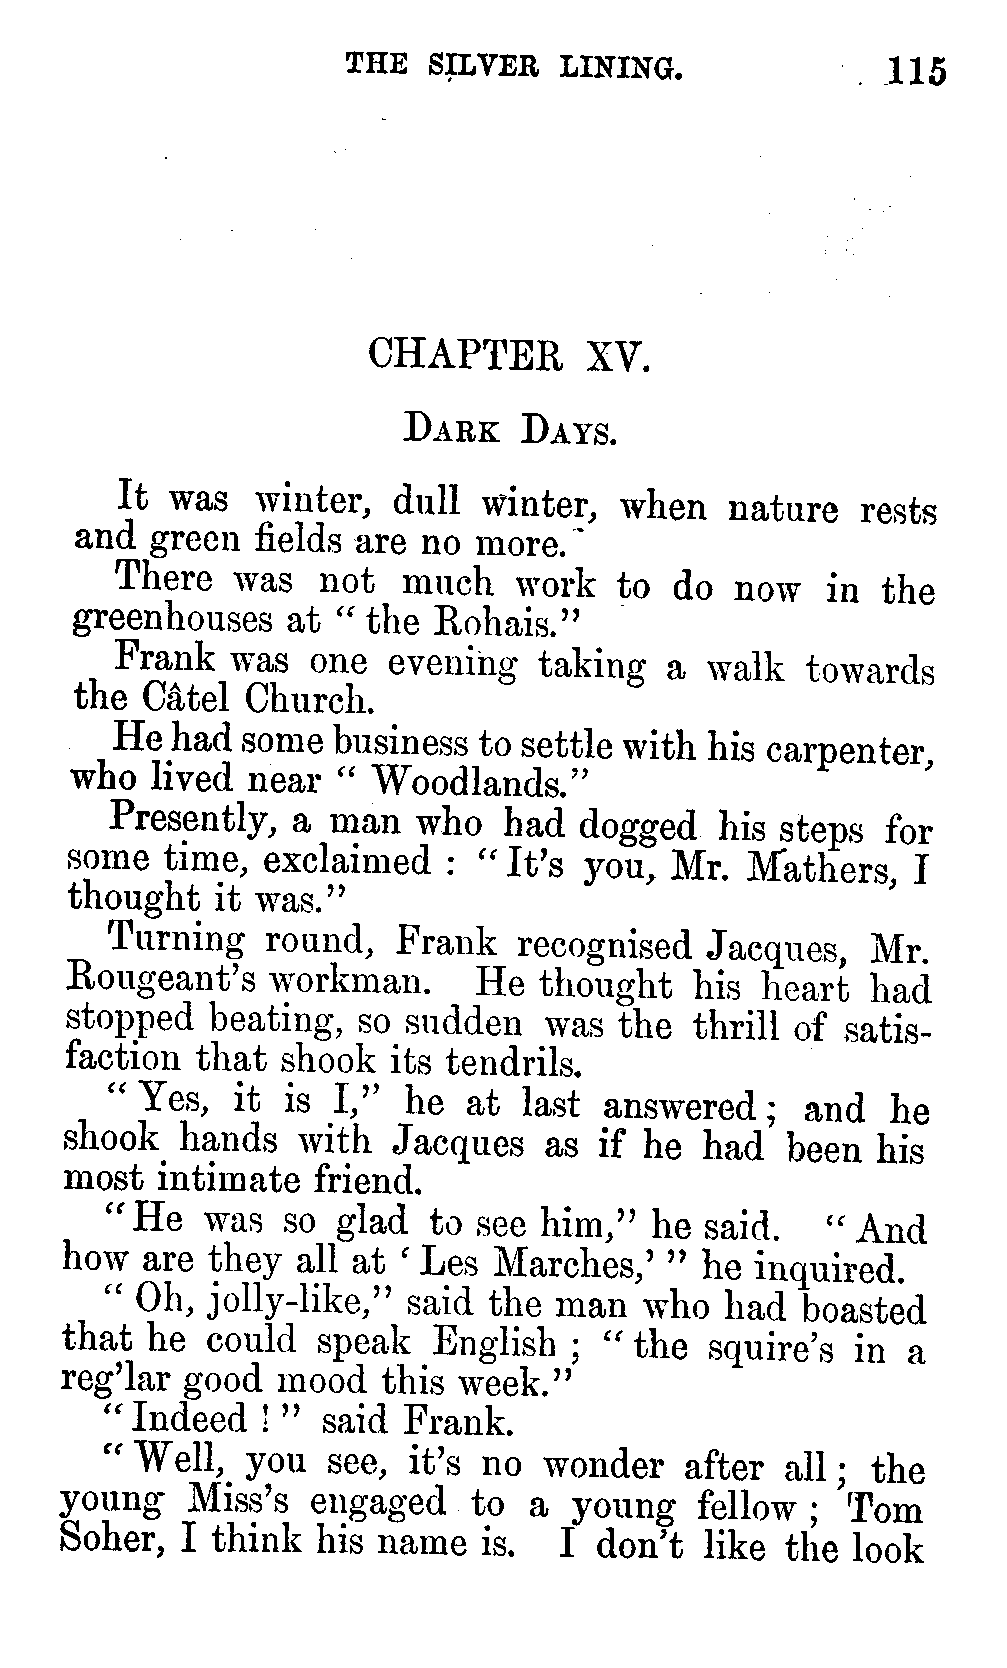 THE SILVER LINING. 115
CHAPTER XV.
DARK DAYS.
It was winter, dull winter, when nature rests
and green fields are no more.
There was not much work to do now in the
greenhouses at “ the Rohais.”
Frank was one evening taking a walk towards
the Câtel Church.
He had some business to settle with his carpenter,
who lived near “ Woodlands.”
Presently, a man who had dogged his steps for
some time, exclaimed : “ It’s you, Mr. Mathers, I
thought it was.”
Turning round, Frank recognised Jacques, Mr.
Rougeant’s workman. He thought his heart had
stopped beating, so sudden was the thrill of satis-
faction that shook its tendrils.
“ Yes, it is I,” he at last answered ; and he
shook hands with Jacques as if he had been his
most intimate friend.
“ He was so glad to see him,” he said. “ And
how are they all at ‘ Les Marches,’ ” he inquired.
“ Oh, jolly-like,” said the man who had boasted
that he could speak English ; “ the squire’s in a
reg’lar good mood this week.”
“ Indeed ! ” said Frank.
“ Well, you see, it’s no wonder after all ; the
young Miss’s engaged to a young fellow ; Tom
Soher, I think his name is. I don’t like the look